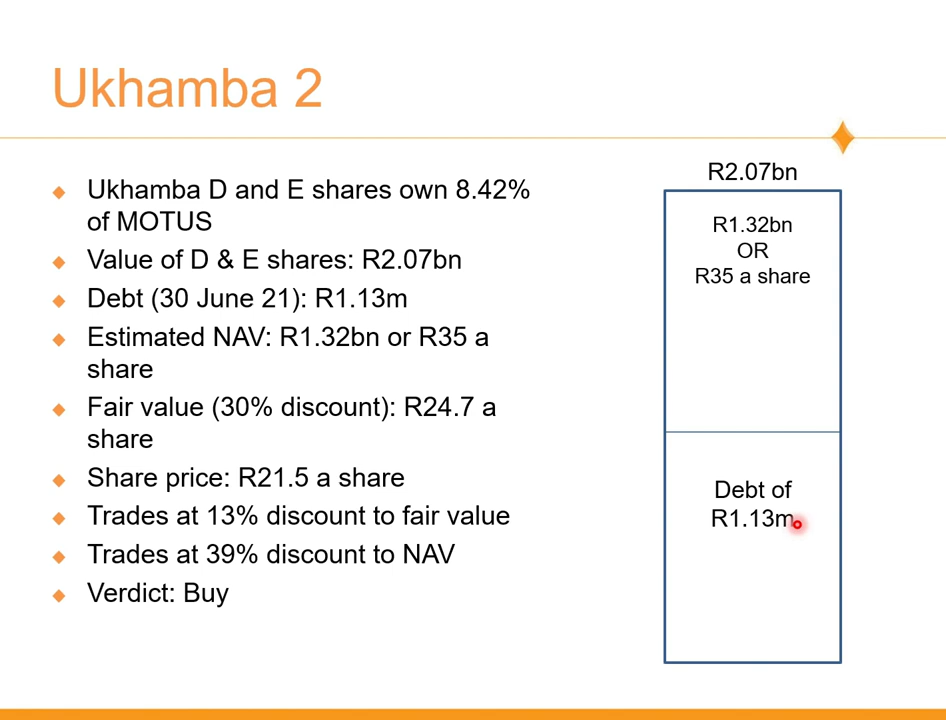 Ukhamba 2
Ukhamba D and E shares own 8.42%
of MOTUS
Value of D & E shares: R2.07bn
Debt (30 June 21): R1.13m
Estimated NAV: R1.32bn or R35 a
share
Fair value (30% discount): R24.7 a
share
Share price: R21.5 a share
Trades at 13% discount to fair value
Trades at 39% discount to NAV
Verdict: Buy
R2.07bn
R1.32bn
OR
R35 a share
Debt of
R1.13m